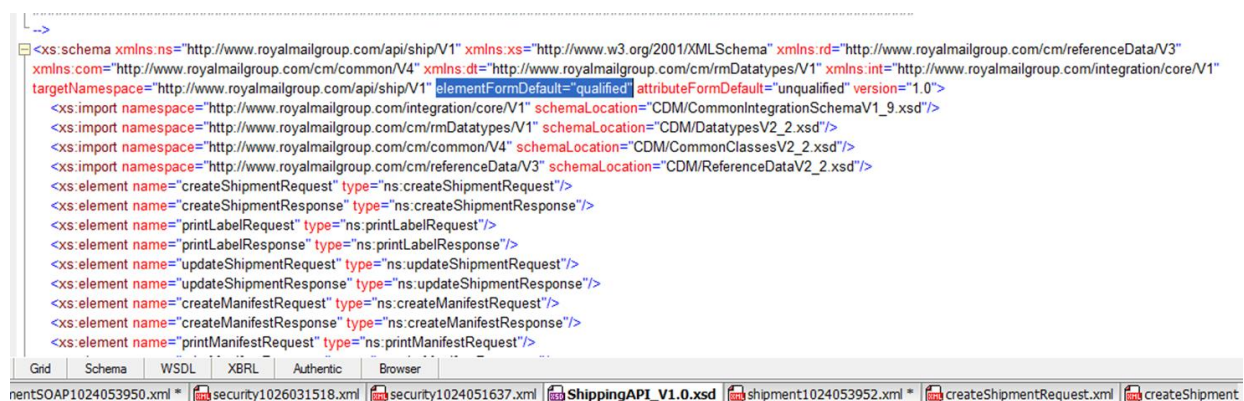 -->
<xs:schema xmlns:ns="http://www.royalmailgroup.com/api/ship/V1" xmlns:xs="http://www.w3.org/2001/XMLSchema" xmlns:rd="http://www.royalmailgroup.com/cm/referenceData/V3"
xmlns:com="http://www.royalmailgroup.com/cm/common/V4" xmlns:dt="http://www.royalmailgroup.com/cm/rmDatatypes/V1" xmlns:int="http://www.royalmailgroup.com/integration/core/V1"
targetNamespace="http://www.royalmailgroup.com/api/ship/V1" elementFormDefault="qualified" attributeFormDefault="unqualified" version="1.0">
<xs:import namespace="http://www.royalmailgroup.com/integration/core/V1" schemaLocation="CDM/CommonIntegrationSchemaV1_9.xsd"/>
<xs:import namespace="http://www.royalmailgroup.com/cm/rmDatatypes/V1" schemaLocation="CDM/DatatypesV2_2.xsd"/>
<xs:import namespace="http://www.royalmailgroup.com/cm/common/V4" schemaLocation="CDM/CommonClassesV2_2.xsd"/>
<xs:import namespace="http://www.royalmailgroup.com/cm/referenceData/V3" schemaLocation="CDM/ReferenceDataV2_2.xsd"/>
<xs:element name="createShipmentRequest" type="ns:createShipmentRequest"/>
<xs:element name="createShipmentResponse" type="ns:createShipmentResponse"/>
<xs:element name="printLabelRequest" type="ns:printLabelRequest"/>
<xs:element name="printLabelResponse" type="ns:printLabelResponse"/>
<xs:element name="updateShipmentRequest" type="ns:updateShipmentRequest"/>
<xs:element name="updateShipmentResponse" type="ns:updateShipmentResponse"/>
<xs:element name="createManifestRequest" type="ns:createManifestRequest"/>
<xs:element name="createManifestResponse" type="ns:createManifestResponse"/>
<xs:element name="printManifestRequest" type="ns:printManifestRequest"/>
Grid Schema WSDL XBRL Authentic Browser
mentSOAP1024053950.xml * security1026031518.xml security1024051637.xml ShippingAPI_V1.0.xsd shipment1024053952.xml * createShipmentRequest.xml createShipment